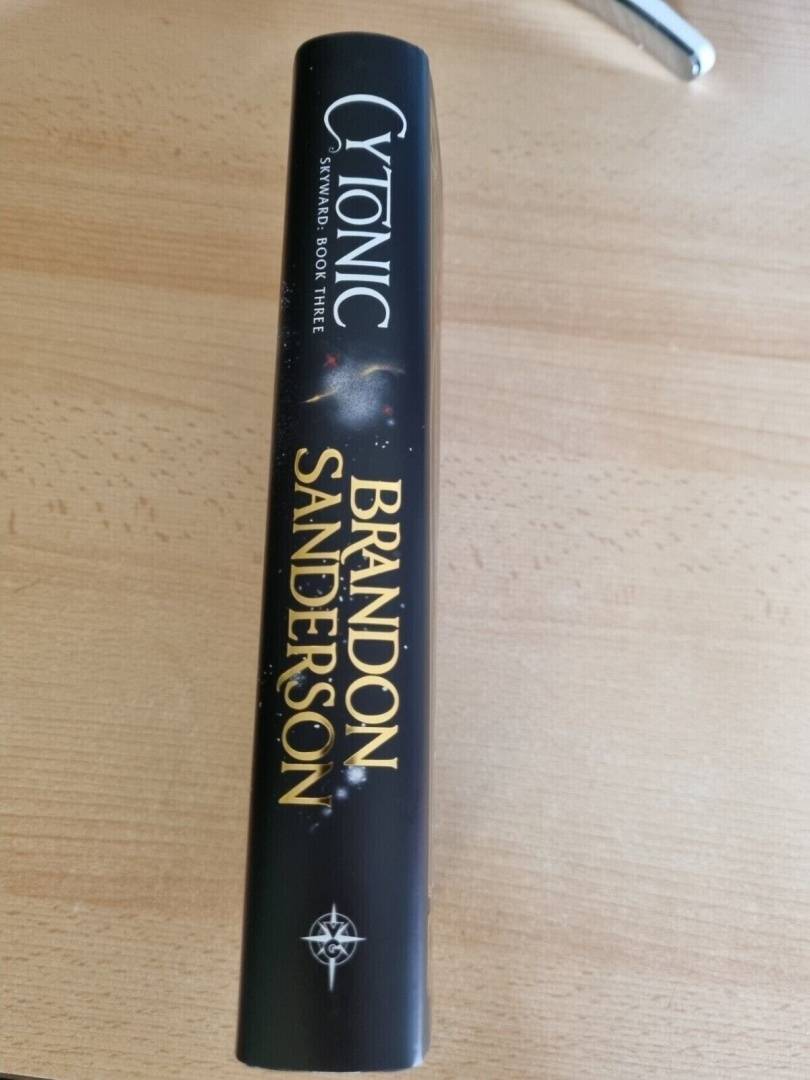 CYTONIC
SKYWARD: BOOK THREE
BRANDON
SANDERSON